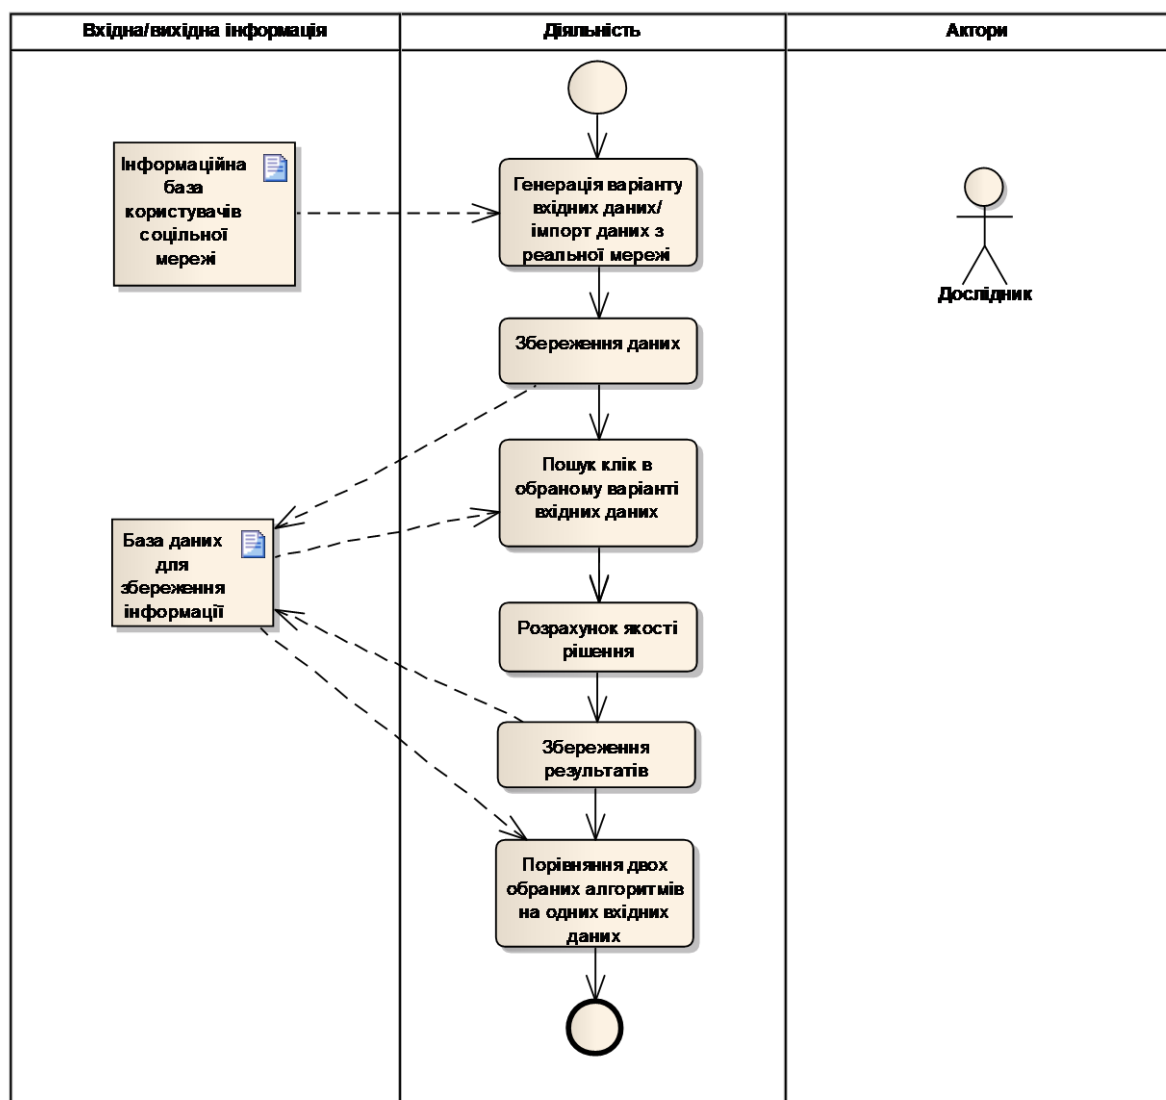 Вхідна/вихідна інформація
Діяльність
Актори
Інформаційна
база
користувачів
соцільної
мережі
Генерація варіанту
вхідних даних/
імпорт даних з
реальної мережі
Дослідник
Збереження даних
Пошук клік в
обраному варіанті
вхідних даних
База даних
для
збереження
інформації
Розрахунок якості
рішення
Збереження
результатів
Порівняння двох
обраних алгоритмів
на одних вхідних
даних